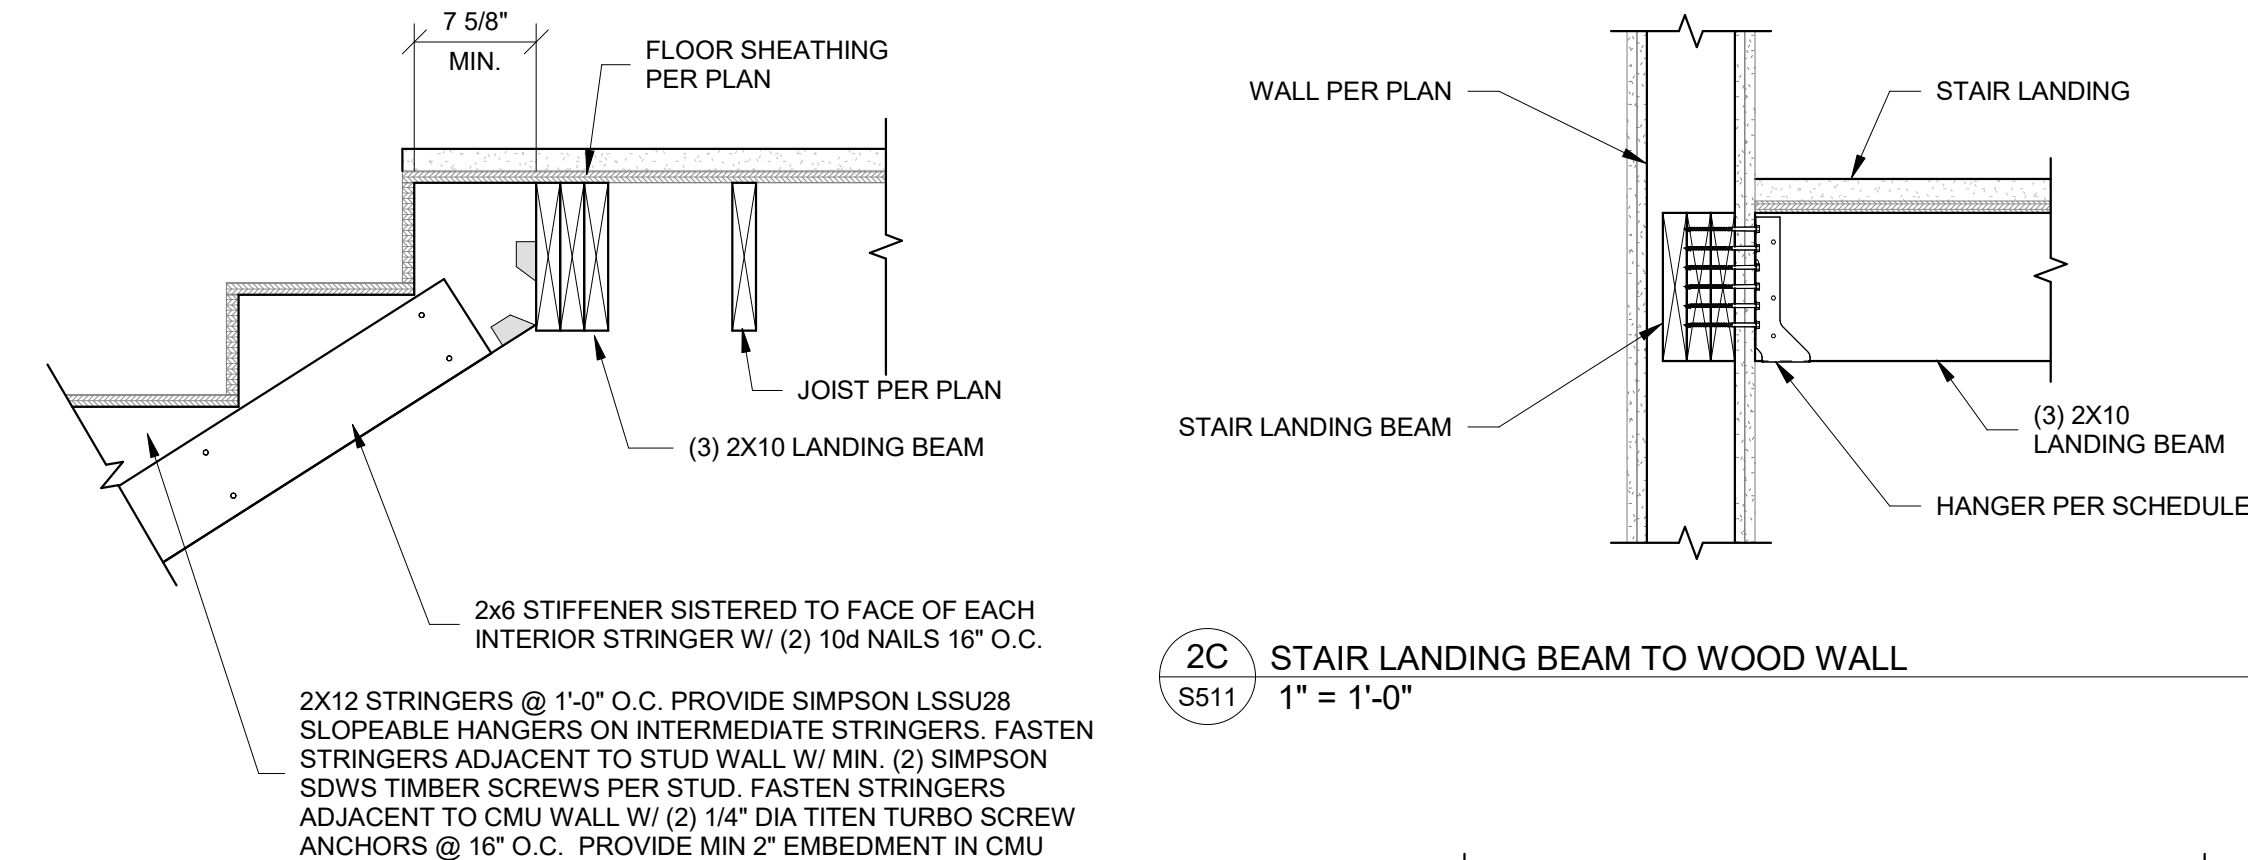 7 5/8"
MIN.
FLOOR SHEATHING
PER PLAN
JOIST PER PLAN
(3) 2X10 LANDING BEAM
2x6 STIFFENER SISTERED TO FACE OF EACH
INTERIOR STRINGER W/ (2) 10d NAILS 16" O.C.
2X12 STRINGERS @ 1'-0" O.C. PROVIDE SIMPSON LSSU28
SLOPEABLE HANGERS ON INTERMEDIATE STRINGERS. FASTEN
STRINGERS ADJACENT TO STUD WALL W/ MIN. (2) SIMPSON
SDWS TIMBER SCREWS PER STUD. FASTEN STRINGERS
ADJACENT TO CMU WALL W/ (2) 1/4" DIA TITEN TURBO SCREW
ANCHORS @ 16" O.C.  PROVIDE MIN 2" EMBEDMENT IN CMU
WALL PER PLAN
STAIR LANDING
STAIR LANDING BEAM
(3) 2X10
LANDING BEAM
HANGER PER SCHEDULE
2C
S511
STAIR LANDING BEAM TO WOOD WALL
1" = 1'-0"